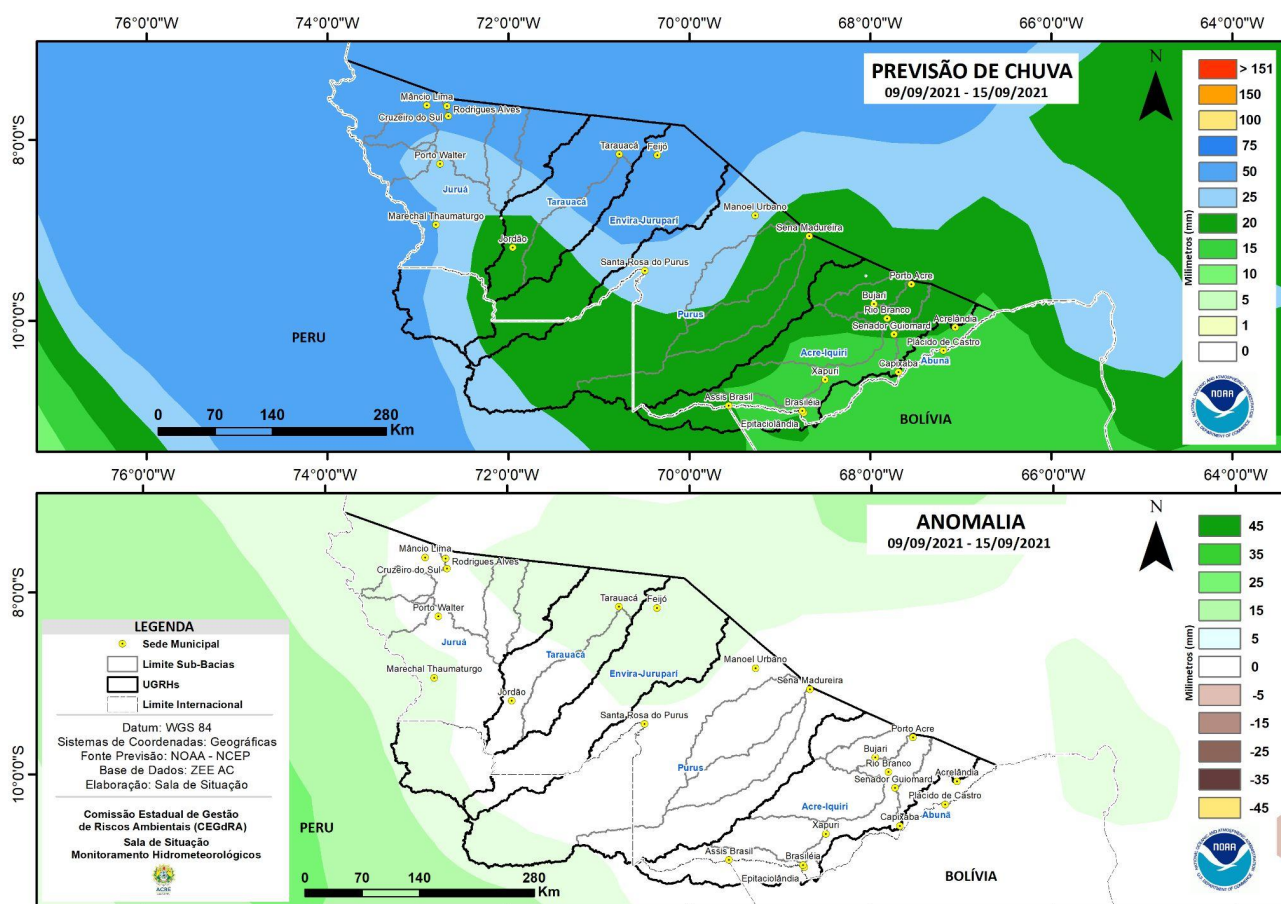 76°0'0"W 74°0'0"W 72°0'0"W 70°0'0"W 68°0'0"W 66°0'0"W 64°0'0"W
8°0'0"S
10°0'0"S
PREVISÃO DE CHUVA
09/09/2021 - 15/09/2021
N
Milimetros (mm)
> 151
150
100
75
50
25
20
15
10
5
1
0
NOAA
Mâncio Lima
Rodrigues Alves
Cruzeiro do Sul
Porto Walter
Juruá
Marechal Thaumaturgo
Jordão
Tarauacá
Feijó
Tarauacá
Envira-Jurupari
Manoel Urbano
Sena Madureira
Santa Rosa do Purus
Purus
Porto Acre
Bujari
Rio Branco
Senador Guiomard
Acrelândia
Plácido de Castro
Acre-Iquiri
Abunã
Xapuri
Capixaba
Assis Brasil
Brasiléia
Epitaciolândia
PERU
BOLÍVIA
0 70 140 280
Km
76°0'0"W 74°0'0"W 72°0'0"W 70°0'0"W 68°0'0"W 66°0'0"W 64°0'0"W
8°0'0"S
10°0'0"S
ANOMALIA
09/09/2021 - 15/09/2021
N
Milimetros (mm)
45
35
25
15
5
0
-5
-15
-25
-35
-45
NOAA
Mâncio Lima
Rodrigues Alves
Cruzeiro do Sul
Porto Walter
Juruá
Marechal Thaumaturgo
Jordão
Tarauacá
Feijó
Tarauacá
Envira-Jurupari
Manoel Urbano
Sena Madureira
Santa Rosa do Purus
Purus
Porto Acre
Bujari
Rio Branco
Senador Guiomard
Acrelândia
Plácido de Castro
Acre-Iquiri
Abunã
Xapuri
Capixaba
Assis Brasil
Brasiléia
Epitaciolândia
PERU
BOLÍVIA
0 70 140 280
Km
LEGENDA
Sede Municipal
Limite Sub-Bacias
UGRHs
Limite Internacional
Datum: WGS 84
Sistemas de Coordenadas: Geográficas
Fonte Previsão: NOAA - NCEP
Base de Dados: ZEE AC
Elaboração: Sala de Situação
Comissão Estadual de Gestão
de Riscos Ambientais (CEGdRA)
Sala de Situação
Monitoramento Hidrometeorológicos
ACRE